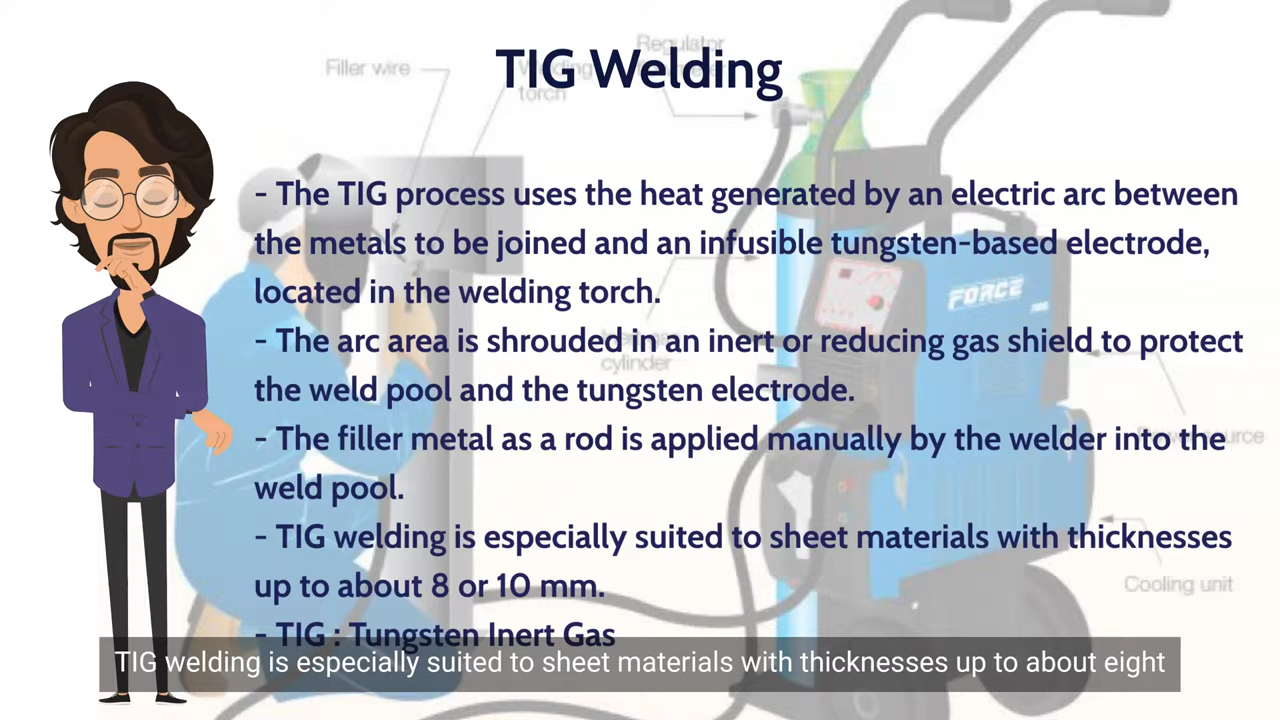 TIG Welding
Filler wire
Welding
torch
Regulator
- The TIG process uses the heat generated by an electric arc between
the metals to be joined and an infusible tungsten-based electrode,
located in the welding torch.
- The arc area is shrouded in an inert or reducing gas shield to protect
the weld pool and the tungsten electrode.
- The filler metal as a rod is applied manually by the welder into the
weld pool.
- TIG welding is especially suited to sheet materials with thicknesses
up to about 8 or 10 mm.
- TIG : Tungsten Inert Gas
FORCE
cylinder
Cooling unit
TIG welding is especially suited to sheet materials with thicknesses up to about eight